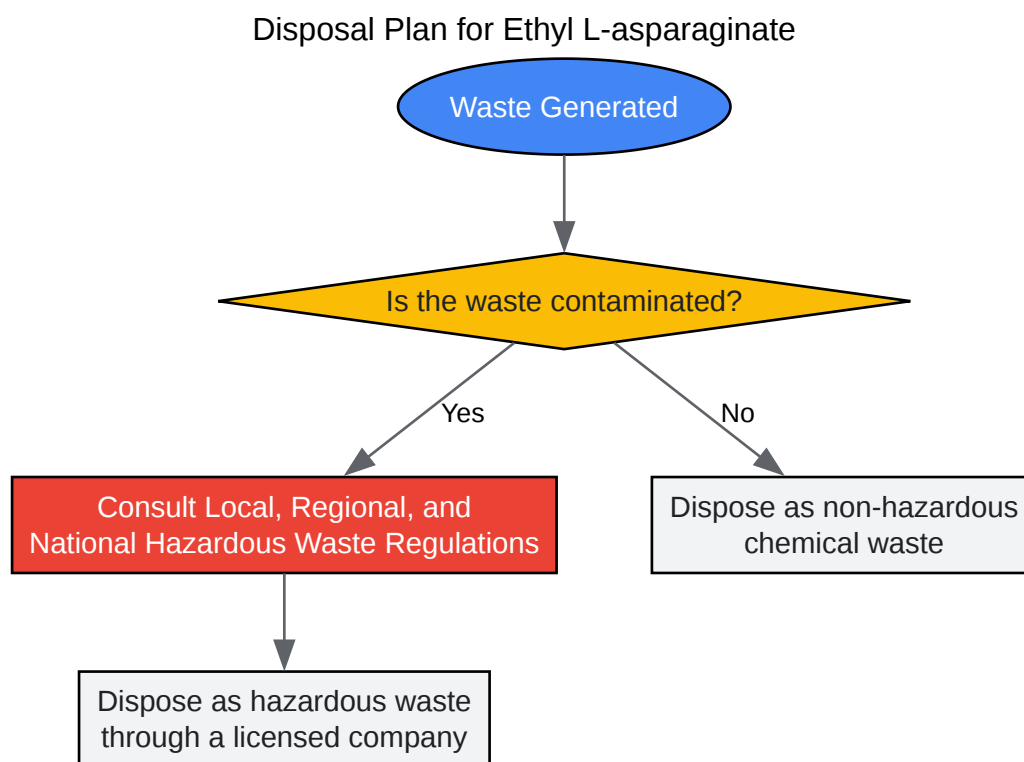 Disposal Plan for Ethyl L-asparaginate
Waste Generated
Is the waste contaminated?
Yes
No
Consult Local, Regional, and
National Hazardous Waste Regulations
Dispose as non-hazardous
chemical waste
Dispose as hazardous waste
through a licensed company